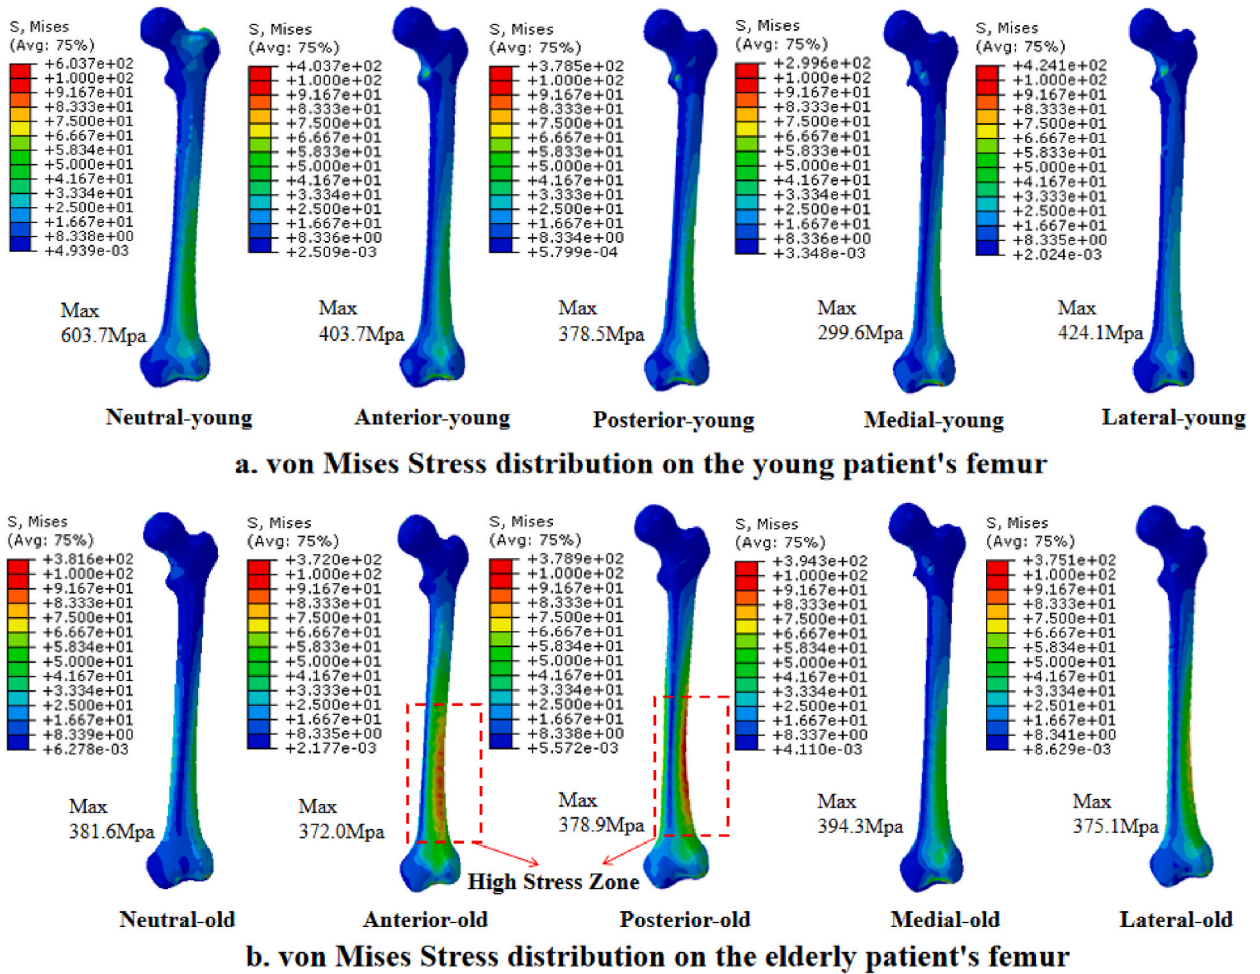 S, Mises
(Avg: 75%)
+6.037e+02
+1.000e+02
+9.167e+01
+8.333e+01
+7.500e+01
+6.667e+01
+5.833e+01
+5.000e+01
+4.167e+01
+3.334e+01
+2.500e+01
+1.667e+01
+8.338e+00
+4.939e-03
Max
603.7Mpa
Neutral-young
S, Mises
(Avg: 75%)
+4.037e+02
+1.000e+02
+9.167e+01
+8.333e+01
+7.500e+01
+6.667e+01
+5.833e+01
+5.000e+01
+4.167e+01
+3.334e+01
+2.500e+01
+1.667e+01
+8.336e+00
+2.509e-03
Max
403.7Mpa
Anterior-young
S, Mises
(Avg: 75%)
+3.785e+02
+1.000e+02
+9.167e+01
+8.333e+01
+7.500e+01
+6.667e+01
+5.833e+01
+5.000e+01
+4.167e+01
+3.334e+01
+2.500e+01
+1.667e+01
+8.334e+00
+5.799e-04
Max
378.5Mpa
Posterior-young
S, Mises
(Avg: 75%)
+2.996e+02
+1.000e+02
+9.167e+01
+8.333e+01
+7.500e+01
+6.667e+01
+5.833e+01
+5.000e+01
+4.167e+01
+3.334e+01
+2.500e+01
+1.667e+01
+8.336e+00
+3.348e-03
Max
299.6Mpa
Medial-young
S, Mises
(Avg: 75%)
+4.241e+02
+1.000e+02
+9.167e+01
+8.333e+01
+7.500e+01
+6.667e+01
+5.833e+01
+5.000e+01
+4.167e+01
+3.334e+01
+2.500e+01
+1.667e+01
+8.335e+00
+2.024e-03
Max
424.1Mpa
Lateral-young
a. von Mises Stress distribution on the young patient's femur
S, Mises
(Avg: 75%)
+3.816e+02
+1.000e+02
+9.167e+01
+8.333e+01
+7.500e+01
+6.667e+01
+5.834e+01
+5.000e+01
+4.167e+01
+3.334e+01
+2.500e+01
+1.667e+01
+8.339e+00
+6.278e-03
Max
381.6Mpa
Neutral-old
S, Mises
(Avg: 75%)
+3.720e+02
+1.000e+02
+9.167e+01
+8.333e+01
+7.500e+01
+6.667e+01
+5.834e+01
+5.000e+01
+4.167e+01
+3.333e+01
+2.500e+01
+1.667e+01
+8.335e+00
+2.177e-03
Max
372.0Mpa
Anterior-old
S, Mises
(Avg: 75%)
+3.789e+02
+1.000e+02
+9.167e+01
+8.333e+01
+7.500e+01
+6.667e+01
+5.834e+01
+5.000e+01
+4.167e+01
+3.334e+01
+2.500e+01
+1.667e+01
+8.338e+00
+5.572e-03
Max
378.9Mpa
High Stress Zone
Posterior-old
S, Mises
(Avg: 75%)
+3.943e+02
+1.000e+02
+9.167e+01
+8.333e+01
+7.500e+01
+6.667e+01
+5.834e+01
+5.000e+01
+4.167e+01
+3.334e+01
+2.501e+01
+1.667e+01
+8.337e+00
+4.110e-03
Max
394.3Mpa
Medial-old
S, Mises
(Avg: 75%)
+3.751e+02
+1.000e+02
+9.167e+01
+8.333e+01
+7.500e+01
+6.667e+01
+5.834e+01
+5.000e+01
+4.167e+01
+3.334e+01
+2.501e+01
+1.667e+01
+8.341e+00
+8.629e-03
Max
375.1Mpa
Lateral-old
b. von Mises Stress distribution on the elderly patient's femur